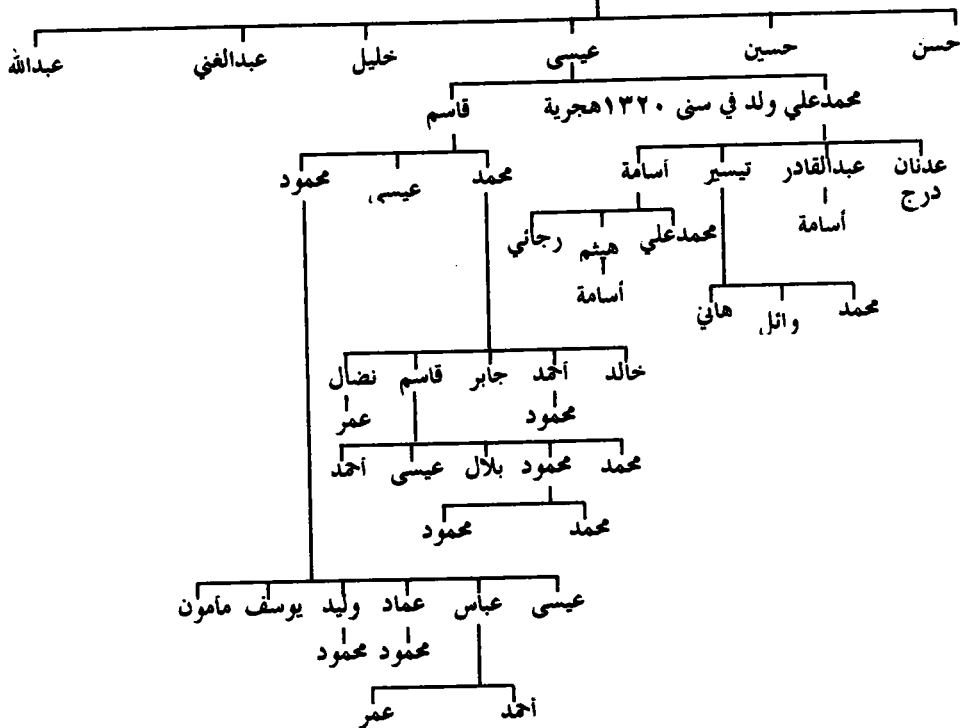 حسن حسين عيسى خليل عبدالغني عبدالله
محمدعلي ولد في سنى ١٣٢٠هجرية قاسم
عدنان عبدالقادر تيسير أسامة محمد عيسى محمود
درج أسامة
محمدعلي هيثم رجاني
أسامة
محمد وائل هاني
خالد أحمد جابر قاسم نضال
محمود عمر
محمد محمود بلال عيسى أحمد
محمد محمود
عيسى عباس عماد وليد يوسف مأمون
محمود محمود
أحمد عمر